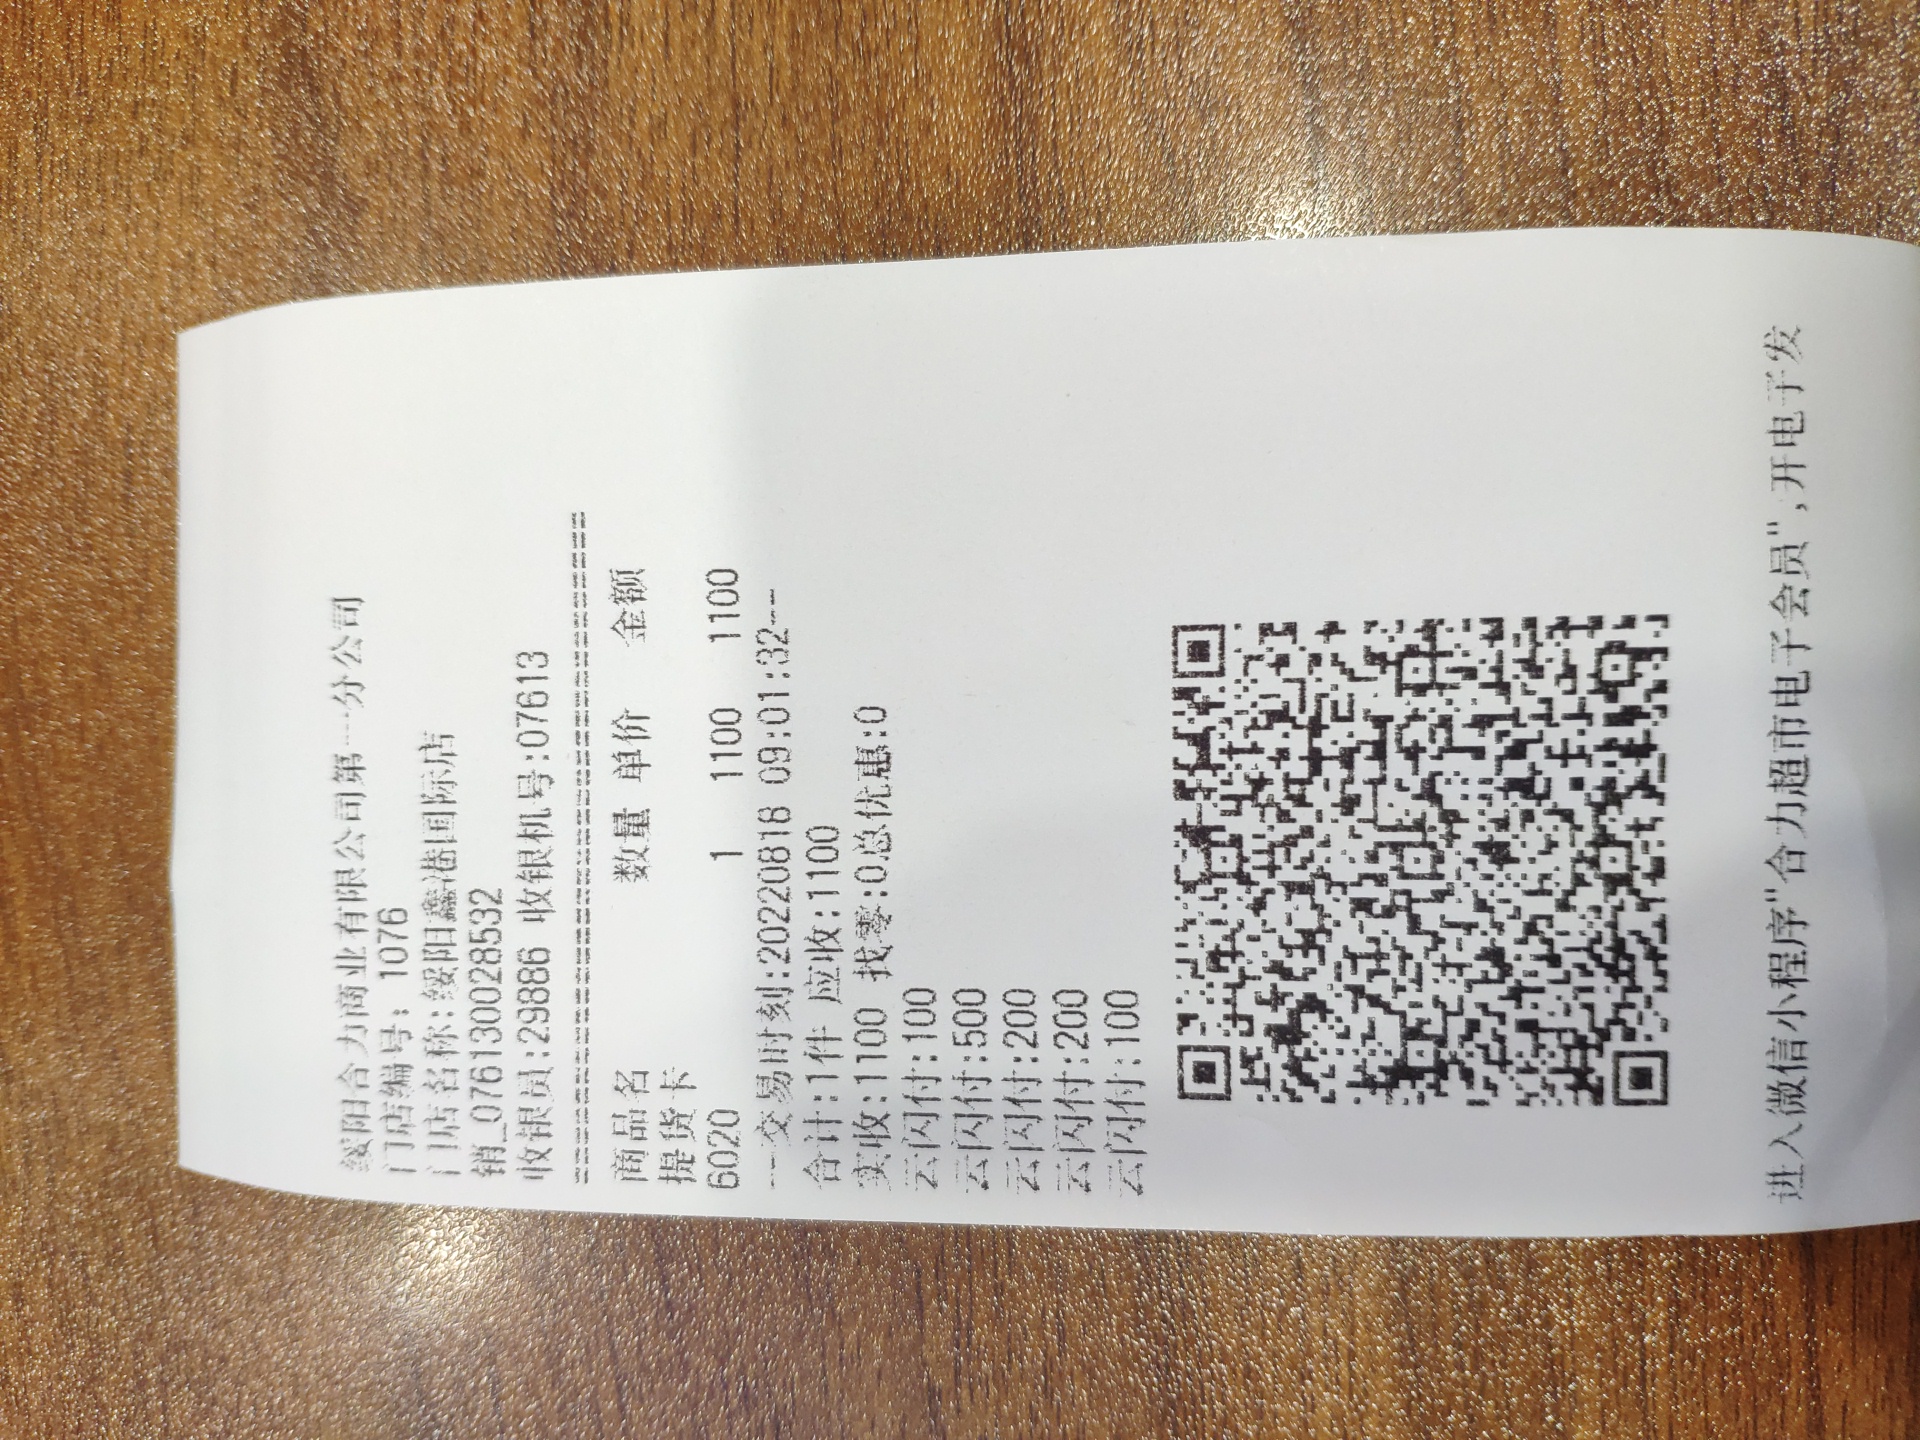 绥阳合力商业有限公司第一分公司
门店编号: 1076
门店名称:绥阳鑫港国际店
销_0761300285532
收银员:29886 收银机号:07613
商品名 数量 单价 金额
提货卡
6020 1 1100 1100
--交易时刻:20220818 09:01:32--
合计:1件 应收:1100
实收:1100 找零:0总优惠:0
云闪付:100
云闪付:500
云闪付:200
云闪付:200
云闪付:100
进入微信小程序"合力超市电子会员",开电子发